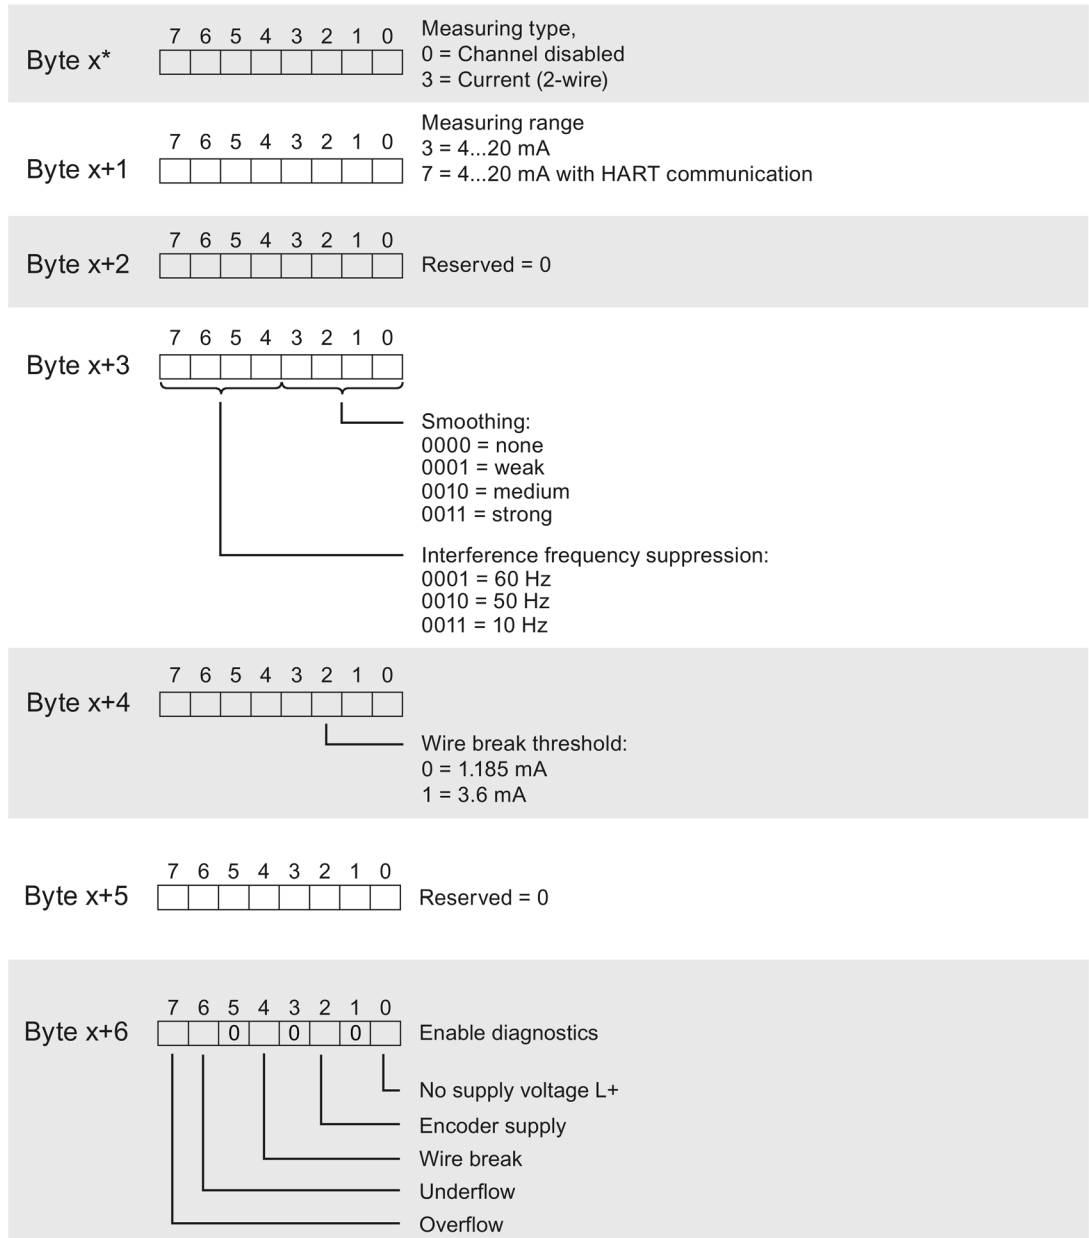 7 6 5 4 3 2 1 0
Measuring type,
Byte x*
0 = Channel disabled
3 = Current (2-wire)
Measuring range
7 6 5 4 3 2 1 0
3 = 4...20 mA
Byte x+1
7 = 4...20 mA with HART communication
7 6 5 4 3 2 1 0
Byte x+2
Reserved = 0
7 6 5 4 3 2 1 0
Byte x+3
Smoothing:
0000 = none
0001 = weak
0010 = medium
0011 = strong
Interference frequency suppression:
0001 = 60 Hz
0010 = 50 Hz
0011 = 10 Hz
7 6 5 4 3 2 1 0
Byte x+4
Wire break threshold:
0 = 1.185 mA
1 = 3.6 mA
7 6 5 4 3 2 1 0
Byte x+5
Reserved = 0
7 6 5 4 3 2 1 0
Byte x+6
0 0 0
Enable diagnostics
No supply voltage L+
Encoder supply
Wire break
Underflow
Overflow